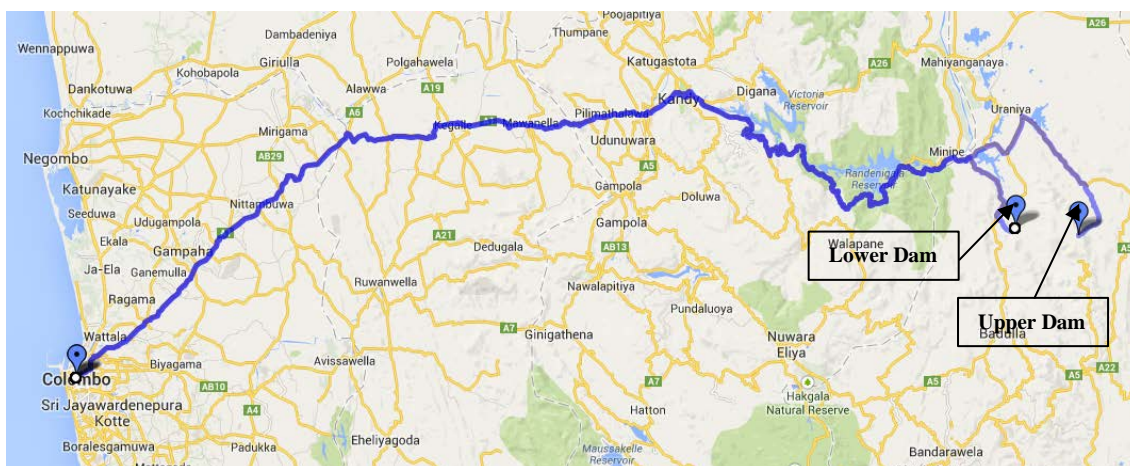 Wennappuwa
Dankotuwa
Kochchikade
Negombo
Katunayake
Seeduwa
Udugampola
Ekala
Gampaha
Ja-Ela
Ganemulla
Ragama
Wattala
Biyagama
Colombo
Sri Jayawardenepura
Kotte
Boralesgamuwa
Padukka
Kohobapola
Giriulla
Dambadeniya
Mirigama
AB29
Nittambuwa
Alawwa
A6
Polgahawela
A19
Kegalle
Mawanella
Thumpane
Poojapitiya
Katugastota
Pilimathalawa
Kandy
Digana
Victoria
Reservoir
A26
Mahiyanganaya
A26
Uraniya
Minipe
Udunuwara
A5
Gampola
Doluwa
Randenigala
Reservoir
Gampola
AB13
A21
Dedugala
Ruwanwella
Nawalapitiya
Walapane
Lower Dam
Upper Dam
Badulla
A7
Ginigathena
Pundaluoya
Nuwara
Eliya
Avissawella
AB10
A4
Eheliyagoda
Hatton
A7
Maussakelle
Reservoir
Hakgala
Natural Reserve
A5
A5
A22
Bandarawela